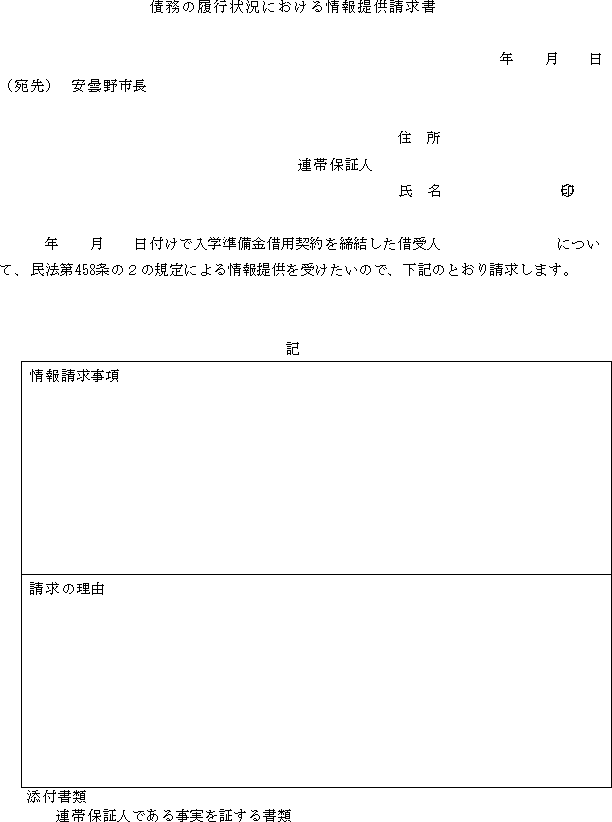 債務の履行状況における情報提供請求書
年　　月　　日
（宛先）　安曇野市長
住　所
連帯保証人
氏　名　　　　　　　　㊞
年　　月　　日付けで入学準備金借用契約を締結した借受人　　　　　　　　につい
て、民法第458条の２の規定による情報提供を受けたいので、下記のとおり請求します。
記
情報請求事項
請求の理由
添付書類
連帯保証人である事実を証する書類